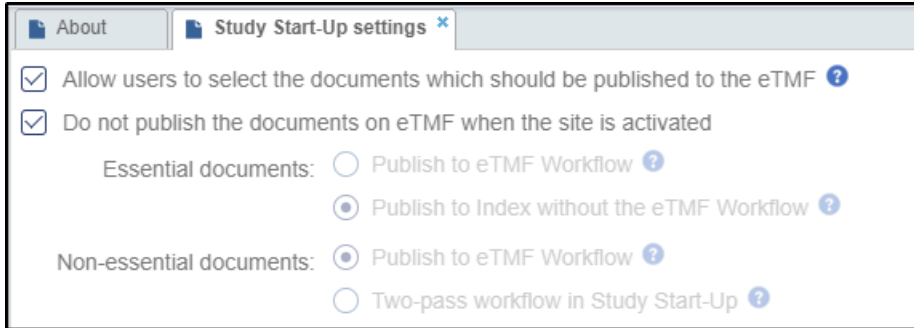 About
Study Start-Up settings ×
Allow users to select the documents which should be published to the eTMF ?
Do not publish the documents on eTMF when the site is activated
Essential documents: Publish to eTMF Workflow ?
Publish to Index without the eTMF Workflow ?
Non-essential documents: Publish to eTMF Workflow ?
Two-pass workflow in Study Start-Up ?